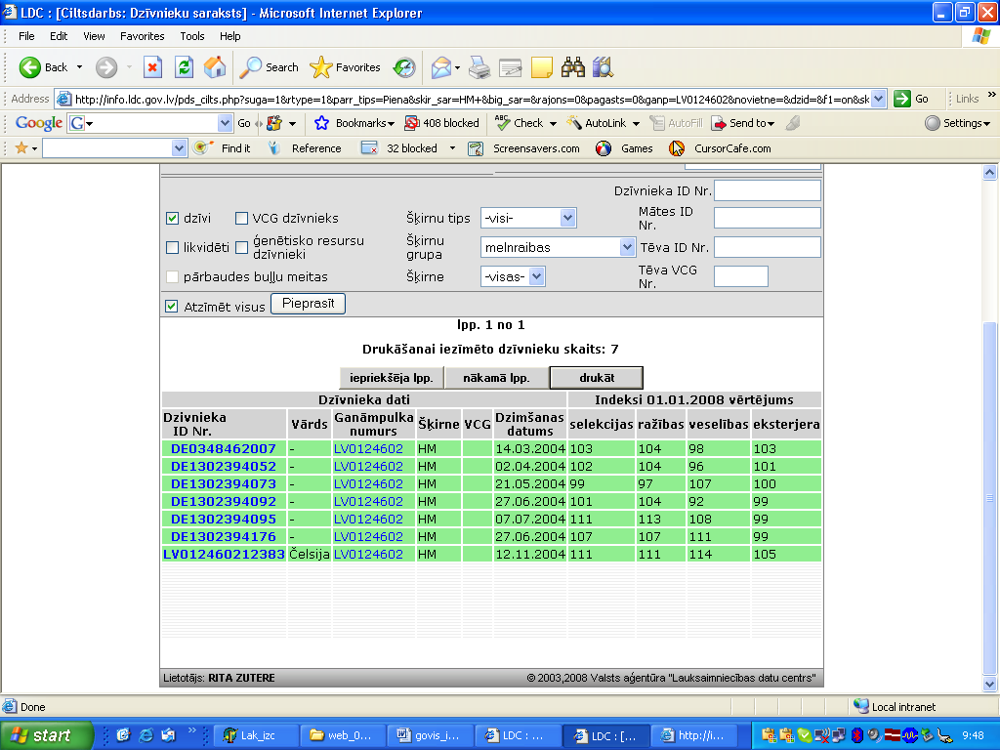 LDC : [Ciltsdarbs: Dzīvnieku saraksts] - Microsoft Internet Explorer
File Edit View Favorites Tools Help
Back Search Favorites
Address http://info.ldc.gov.lv/pds_cilts.php?suga=1&rtype=1&parr_tips=Piena&skir_sar=HM+&big_sar=&rajons=0&pagasts=0&ganp=LV0124602&novietne=&dzid=&f1=on&sk Go Links »
Google G Go Bookmarks 408 blocked Check AutoLink AutoFill Send to Settings
Find it Reference 32 blocked Screensavers.com Games CursorCafe.com
Dzīvnieka ID Nr.
dzīvi VCG dzīvnieks Šķirnu tips -visi- Mātes ID Nr.
likvidēti ģenētisko resursu dzīvnieki Šķirnu grupa melnraibas Tēva ID Nr.
pārbaudes buļļu meitas Šķirne -visas- Tēva VCG Nr.
Atzīmēt visus Pieprasīt
lpp. 1 no 1
Drukāšanai iezīmēto dzīvnieku skaits: 7
iepriekšēja lpp. nākamā lpp. drukāt
Dzīvnieka dati Indeksi 01.01.2008 vērtējums
Dzivnieka ID Nr. Vārds Ganāmpulka numurs Šķirne VCG Dzimšanas datums selekcijas ražības veselības eksterjera
DE0348462007 - LV0124602 HM 14.03.2004 103 104 98 103
DE1302394052 - LV0124602 HM 02.04.2004 102 104 96 101
DE1302394073 - LV0124602 HM 21.05.2004 99 97 107 100
DE1302394092 - LV0124602 HM 27.06.2004 101 104 92 99
DE1302394095 - LV0124602 HM 07.07.2004 111 113 108 99
DE1302394176 - LV0124602 HM 27.06.2004 107 107 111 99
LV012460212383 Čelsija LV0124602 HM 12.11.2004 111 111 114 105
Lietotājs: RITA ZUTERE © 2003,2008 Valsts aģentūra "Lauksaimniecības datu centrs"
Done Local intranet
start » Lak_izc web_0... govis_i... LDC : ... LDC : [... http://i... 9:48